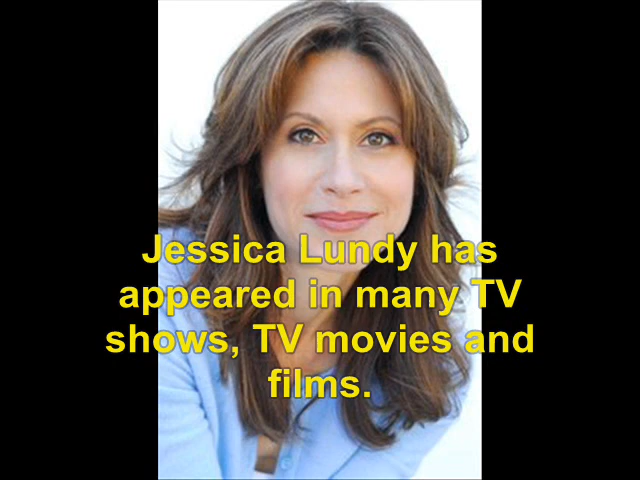 Jessica Lundy has
appeared in many TV
shows, TV movies and
films.